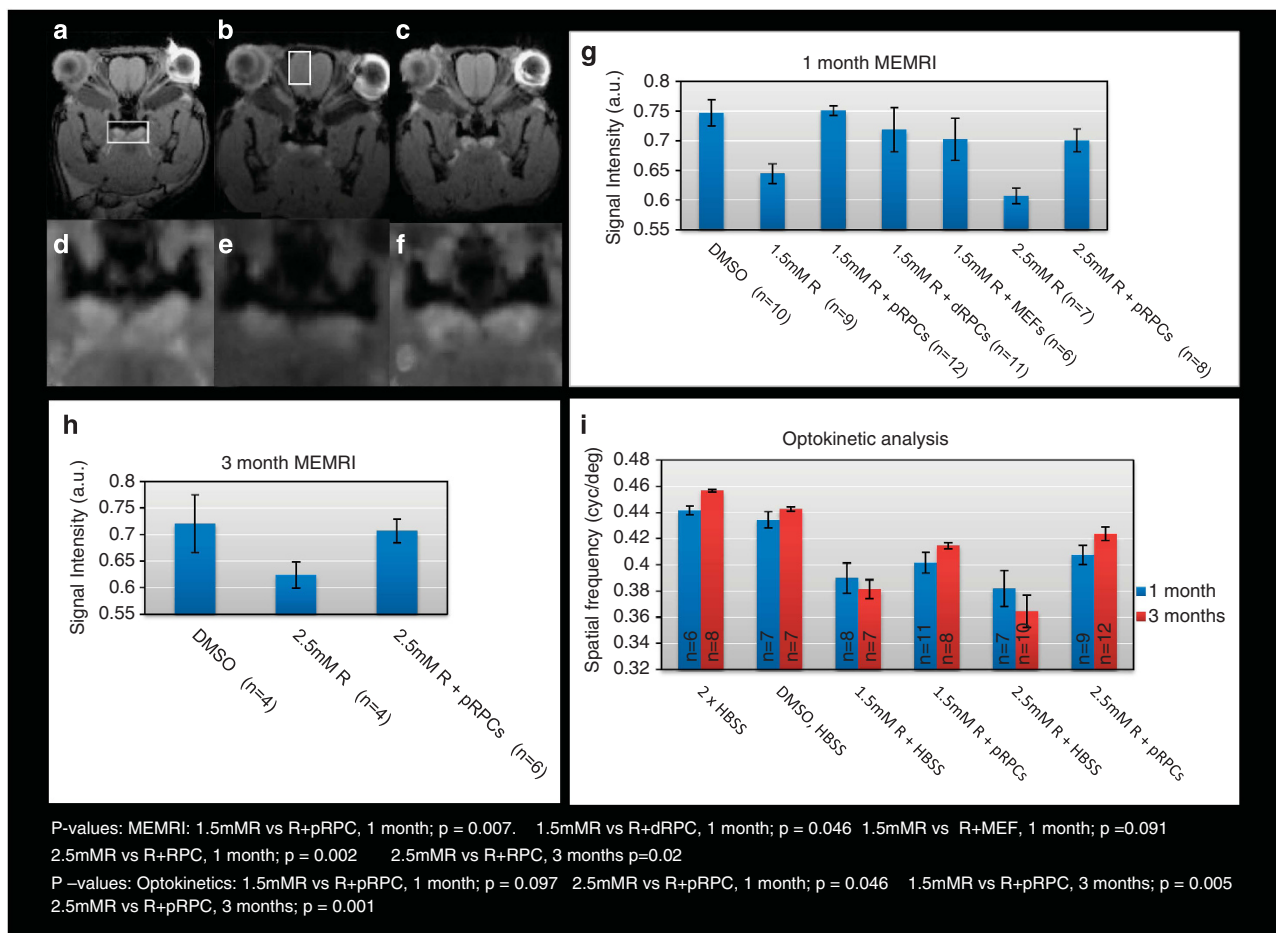 a
b
c
d
e
f
g
1 month MEMRI
Signal Intensity (a.u.)
0.8
0.75
0.7
0.65
0.6
0.55
DMSO (n=10)
1.5mM R (n=9)
1.5mM R + pRPCs (n=12)
1.5mM R + dRPCs (n=11)
1.5mM R + MEFs (n=6)
2.5mM R (n=7)
2.5mM R + pRPCs (n=8)
h
3 month MEMRI
Signal Intensity (a.u.)
0.8
0.75
0.7
0.65
0.6
0.55
DMSO (n=4)
2.5mM R (n=4)
2.5mM R + pRPCs (n=6)
i
Optokinetic analysis
Spatial frequency (cyc/deg)
0.48
0.46
0.42
0.4
0.38
0.36
0.34
0.32
n=6
n=8
n=7
n=7
n=8
n=7
n=11
n=8
n=7
n=10
n=9
n=12
2 x HBSS
DMSO, HBSS
1.5mM R + HBSS
1.5mM R + pRPCs
2.5mM R + HBSS
2.5mM R + pRPCs
1 month
3 months
P-values: MEMRI: 1.5mMR vs R+pRPC, 1 month; p = 0.007. 1.5mMR vs R+dRPC, 1 month; p = 0.046 1.5mMR vs R+MEF, 1 month; p =0.091
2.5mMR vs R+RPC, 1 month; p = 0.002 2.5mMR vs R+RPC, 3 months p=0.02
P –values: Optokinetics: 1.5mMR vs R+pRPC, 1 month; p = 0.097 2.5mMR vs R+pRPC, 1 month; p = 0.046 1.5mMR vs R+pRPC, 3 months; p = 0.005
2.5mMR vs R+pRPC, 3 months; p = 0.001